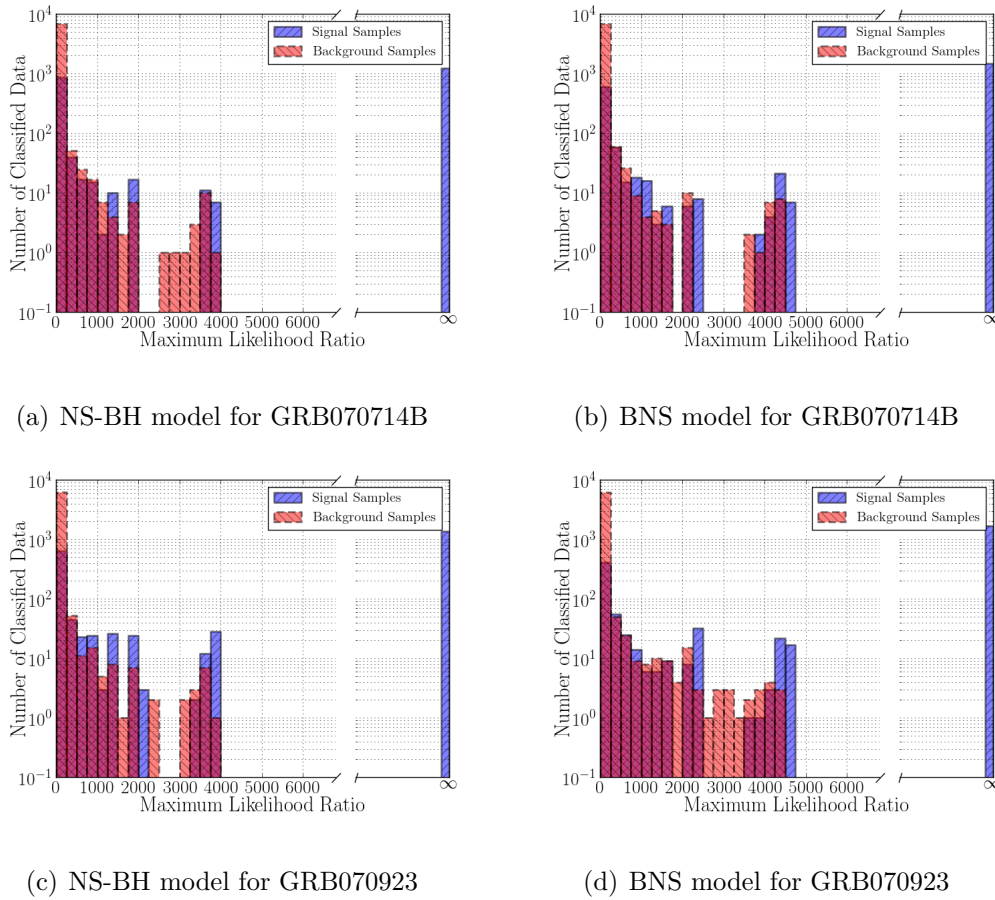 10^4
10^3
10^2
10^1
10^0
10^-1
Number of Classified Data
Signal Samples
Background Samples
0 1000 2000 3000 4000 5000 6000 ∞
Maximum Likelihood Ratio
(a) NS-BH model for GRB070714B
10^4
10^3
10^2
10^1
10^0
10^-1
Number of Classified Data
Signal Samples
Background Samples
0 1000 2000 3000 4000 5000 6000 ∞
Maximum Likelihood Ratio
(b) BNS model for GRB070714B
10^4
10^3
10^2
10^1
10^0
10^-1
Number of Classified Data
Signal Samples
Background Samples
0 1000 2000 3000 4000 5000 6000 ∞
Maximum Likelihood Ratio
(c) NS-BH model for GRB070923
10^4
10^3
10^2
10^1
10^0
10^-1
Number of Classified Data
Signal Samples
Background Samples
0 1000 2000 3000 4000 5000 6000 ∞
Maximum Likelihood Ratio
(d) BNS model for GRB070923